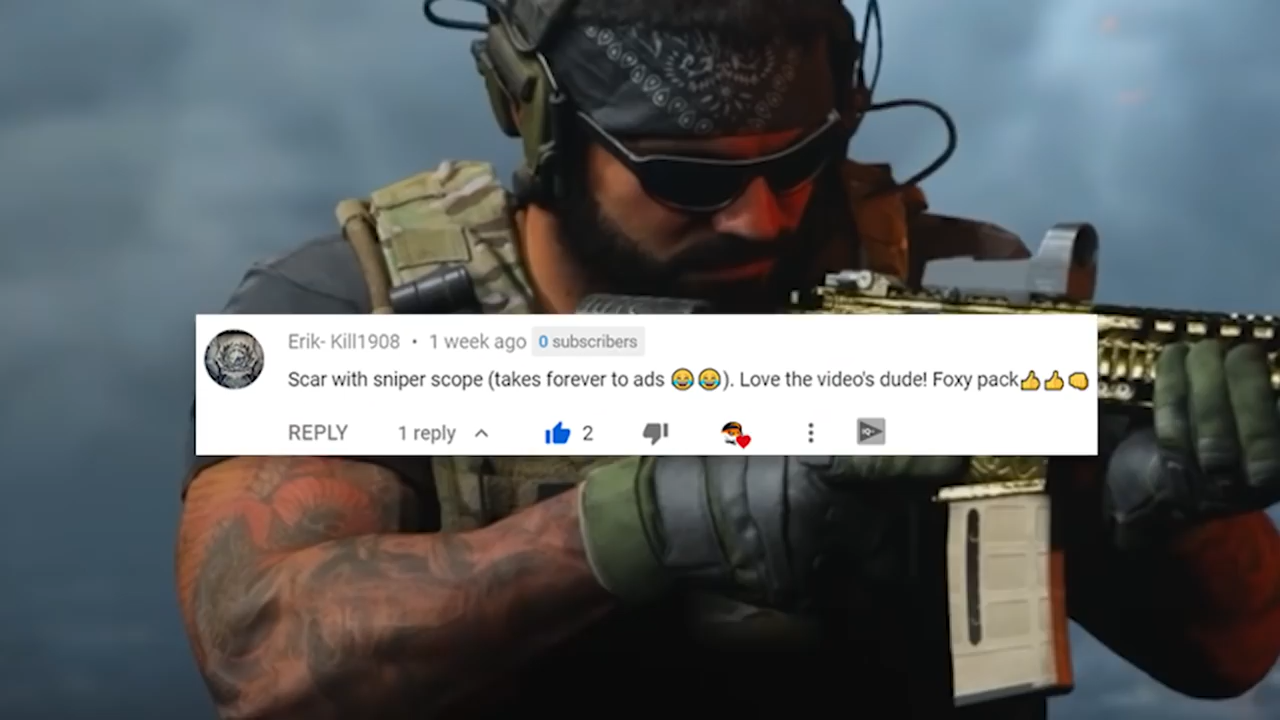 Erik- Kill1908 • 1 week ago 0 subscribers
Scar with sniper scope (takes forever to ads 😂😂). Love the video's dude! Foxy pack👍👍👊
REPLY 1 reply 2